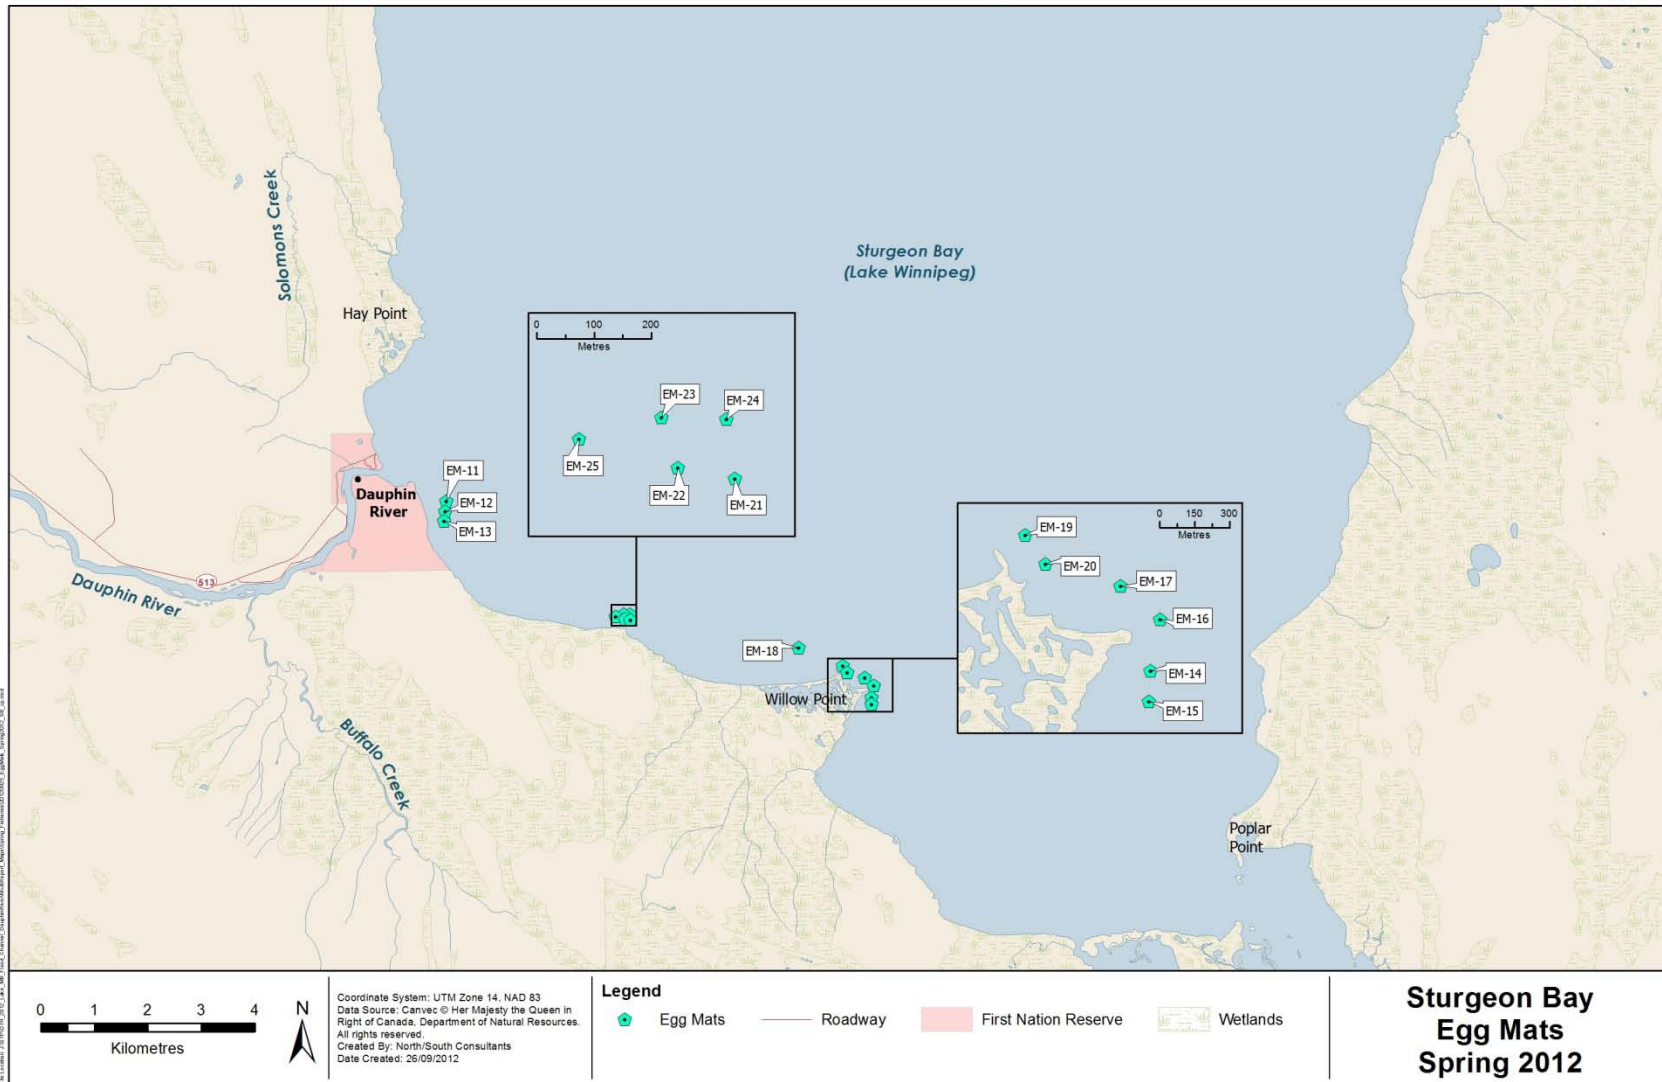 Sturgeon Bay
(Lake Winnipeg)
Solomons Creek
Hay Point
0 100 200
Metres
EM-23
EM-24
EM-25
EM-22
EM-21
EM-11
EM-12
EM-13
Dauphin
River
513
Dauphin River
Buffalo Creek
EM-18
Willow Point
0 150 300
Metres
EM-19
EM-20
EM-17
EM-16
EM-14
EM-15
Poplar
Point
0 1 2 3 4
Kilometres
N
Coordinate System: UTM Zone 14, NAD 83
Data Source: Canvec © Her Majesty the Queen in
Right of Canada, Department of Natural Resources.
All rights reserved.
Created By: North/South Consultants
Date Created: 26/09/2012
Legend
Egg Mats
Roadway
First Nation Reserve
Wetlands
Sturgeon Bay
Egg Mats
Spring 2012